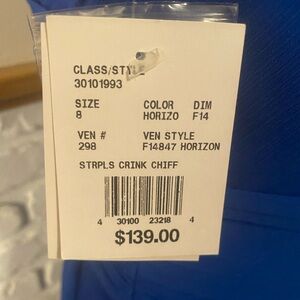 CLASS/STYLE
30101993
SIZE COLOR DIM
8 HORIZO F14
VEN # VEN STYLE
298 F14847 HORIZON
STRPLS CRINK CHIFF
4 30100 23218 4
$139.00